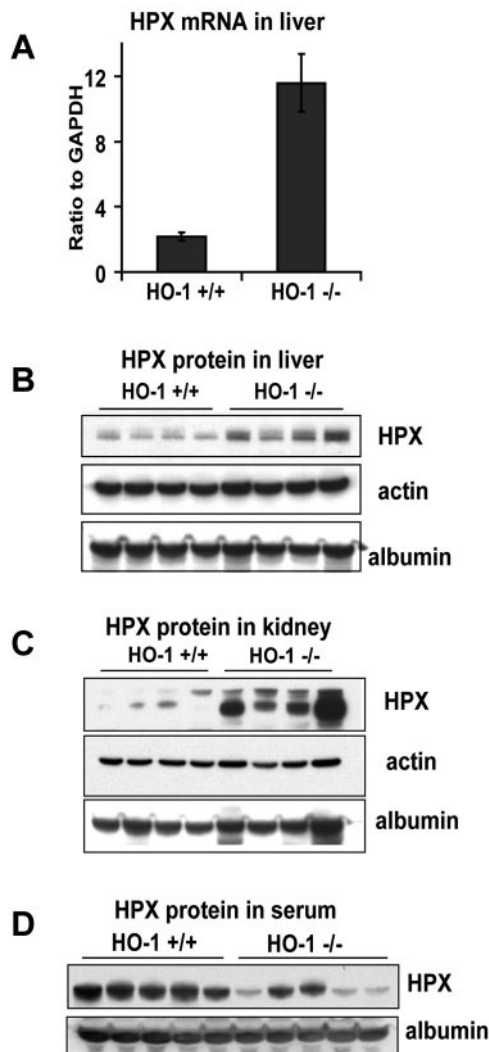 HPX mRNA in liver
A
Ratio to GAPDH
12
8
4
0
HO-1 +/+ HO-1 -/-
HPX protein in liver
B
HO-1 +/+ HO-1 -/-
HPX
actin
albumin
HPX protein in kidney
C
HO-1 +/+ HO-1 -/-
HPX
actin
albumin
HPX protein in serum
D
HO-1 +/+ HO-1 -/-
HPX
albumin